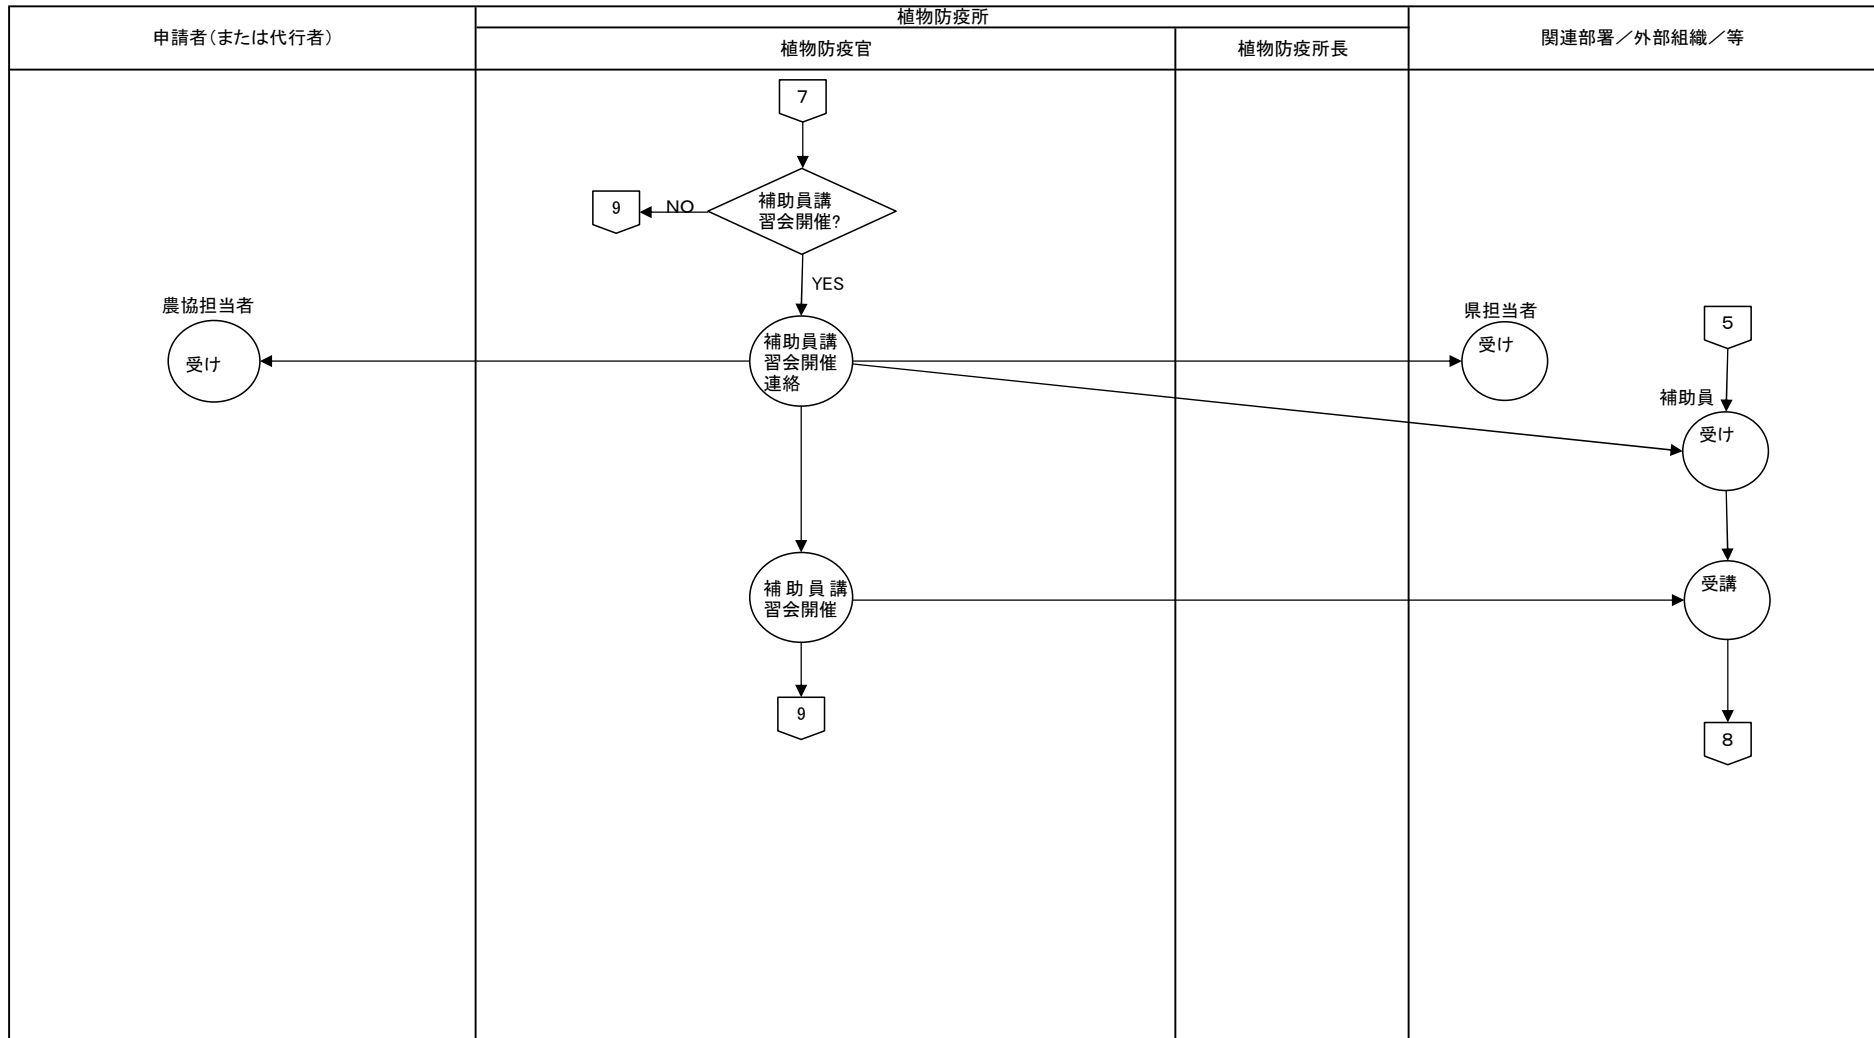 植物防疫所
申請者（または代行者）
植物防疫官
植物防疫所長
関連部署／外部組織／等
7
補助員講
習会開催?
NO
9
YES
農協担当者
受け
補助員講
習会開催
連絡
県担当者
受け
5
補助員
受け
補助員講
習会開催
受講
9
8